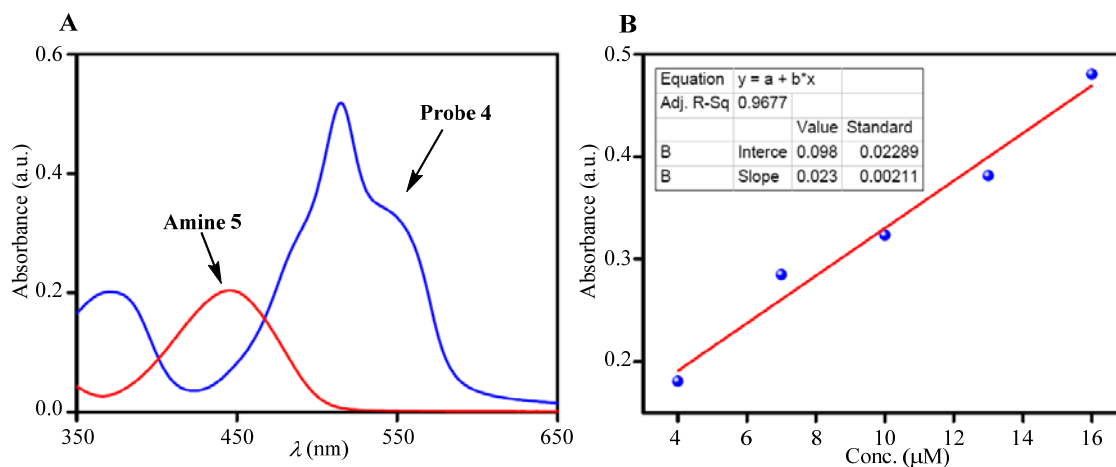 A
Absorbance (a.u.)
0.6
0.4
0.2
0.0
Probe 4
Amine 5
350 450 550 650
λ (nm)
B
Absorbance (a.u.)
0.5
0.4
0.3
0.2
Equation y = a + b*x
Adj. R-Sq 0.9677
Value Standard
B Interce 0.098 0.02289
B Slope 0.023 0.00211
4 6 8 10 12 14 16
Conc. (μM)